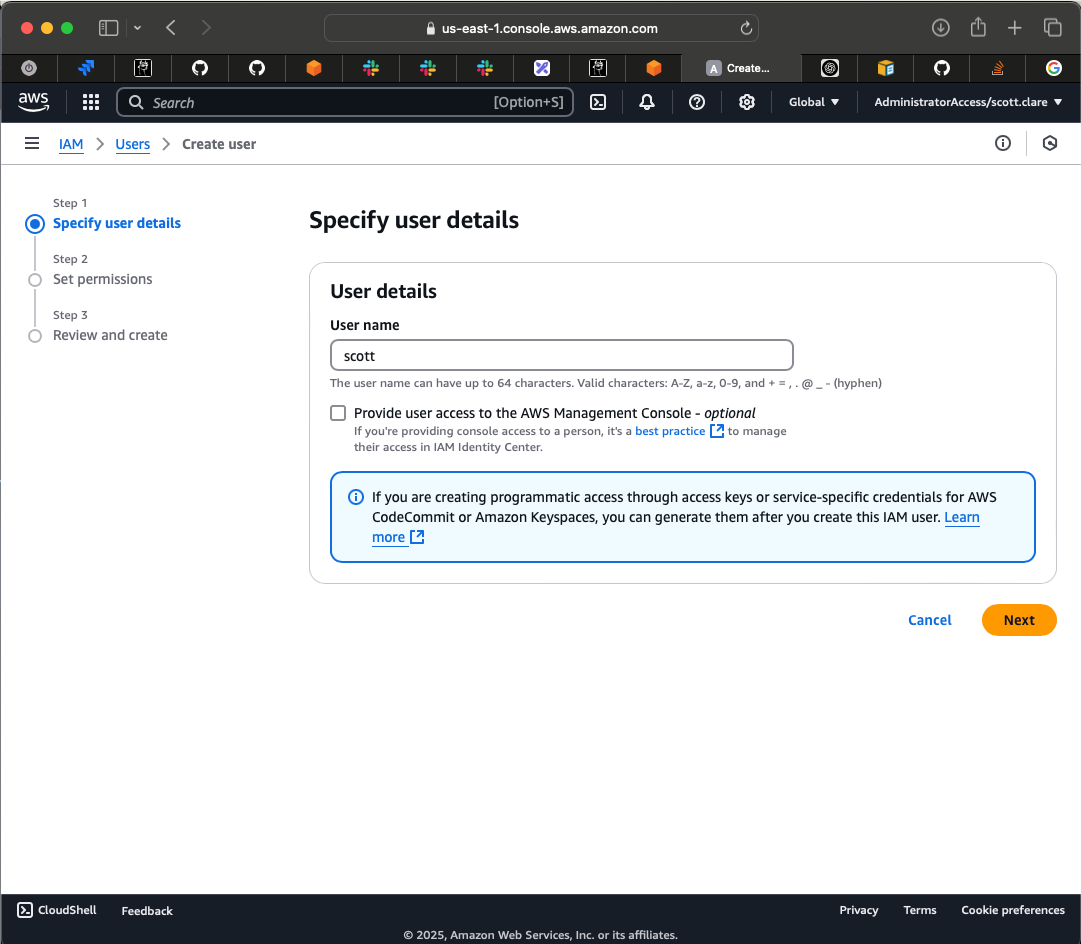 us-east-1.console.aws.amazon.com
A Create...
aws
Search [Option+S] Global AdministratorAccess/scott.clare
IAM Users Create user
Step 1
Specify user details
Step 2
Set permissions
Step 3
Review and create
Specify user details
User details
User name
scott
The user name can have up to 64 characters. Valid characters: A-Z, a-z, 0-9, and + = , . @ _ - (hyphen)
Provide user access to the AWS Management Console - optional
If you're providing console access to a person, it's a best practice to manage
their access in IAM Identity Center.
If you are creating programmatic access through access keys or service-specific credentials for AWS
CodeCommit or Amazon Keyspaces, you can generate them after you create this IAM user. Learn
more
Cancel Next
CloudShell Feedback Privacy Terms Cookie preferences
© 2025, Amazon Web Services, Inc. or its affiliates.